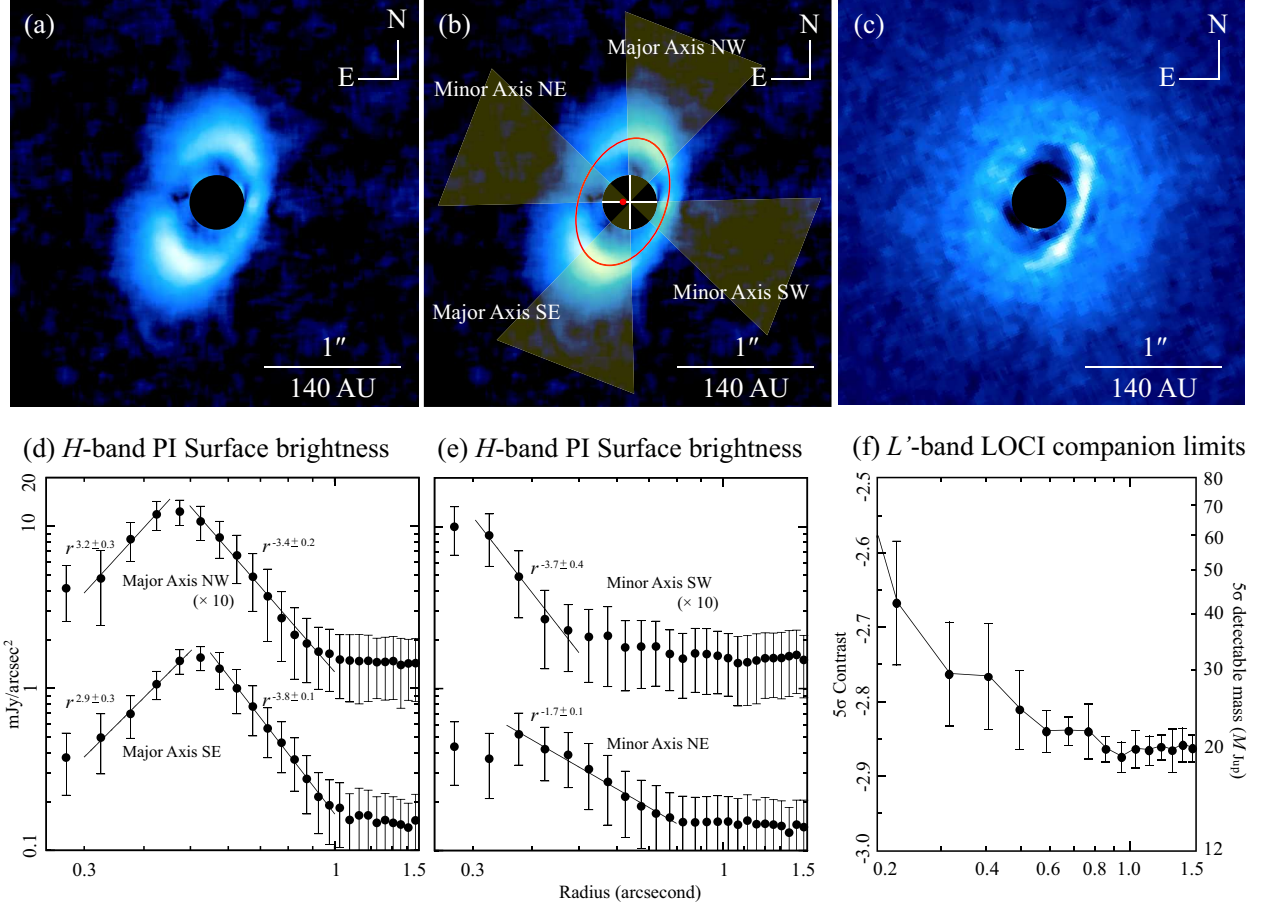 (a)
N
E
1″
140 AU
(b)
Major Axis NW
N
E
Minor Axis NE
Minor Axis SW
Major Axis SE
1″
140 AU
(c)
N
E
1″
140 AU
(d) H-band PI Surface brightness
20
10
1
0.1
mJy/arcsec²
r^3.2±0.3
r^-3.4±0.2
Major Axis NW
(× 10)
r^2.9±0.3
r^-3.8±0.1
Major Axis SE
0.3
1
1.5
(e) H-band PI Surface brightness
r^-3.7±0.4
Minor Axis SW
(× 10)
r^-1.7±0.1
Minor Axis NE
0.3
1
1.5
Radius (arcsecond)
(f) L’-band LOCI companion limits
-2.5
-2.6
-2.7
-2.8
-2.9
-3.0
5σ Contrast
80
70
60
50
40
30
20
12
5σ detectable mass (M Jup)
0.2
0.4
0.6
0.8
1.0
1.5